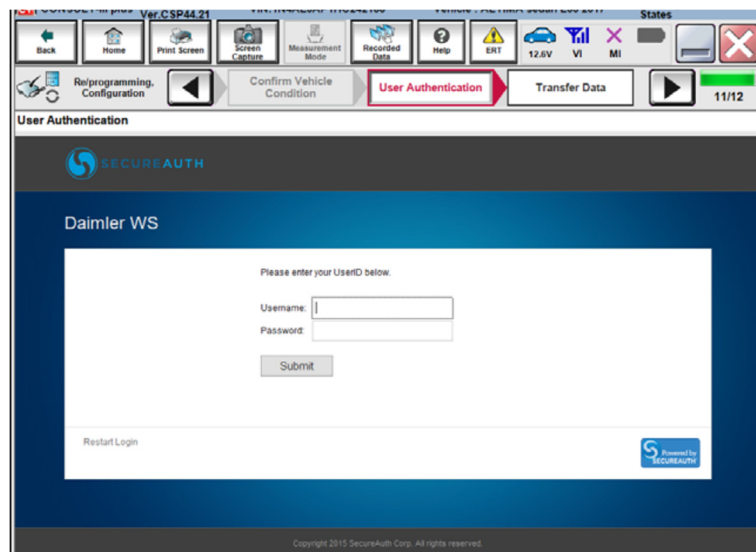 CONSULT-III plus Ver.CSP44.21
States
Back
Home
Print Screen
Screen Capture
Measurement Mode
Recorded Data
Help
ERT
12.6V
VI
MI
Re/programming, Configuration
Confirm Vehicle Condition
User Authentication
Transfer Data
11/12
User Authentication
SECUREAUTH
Daimler WS
Please enter your UserID below.
Username:
Password:
Submit
Restart Login
Powered by
SECUREAUTH
Copyright 2015 SecureAuth Corp. All rights reserved.